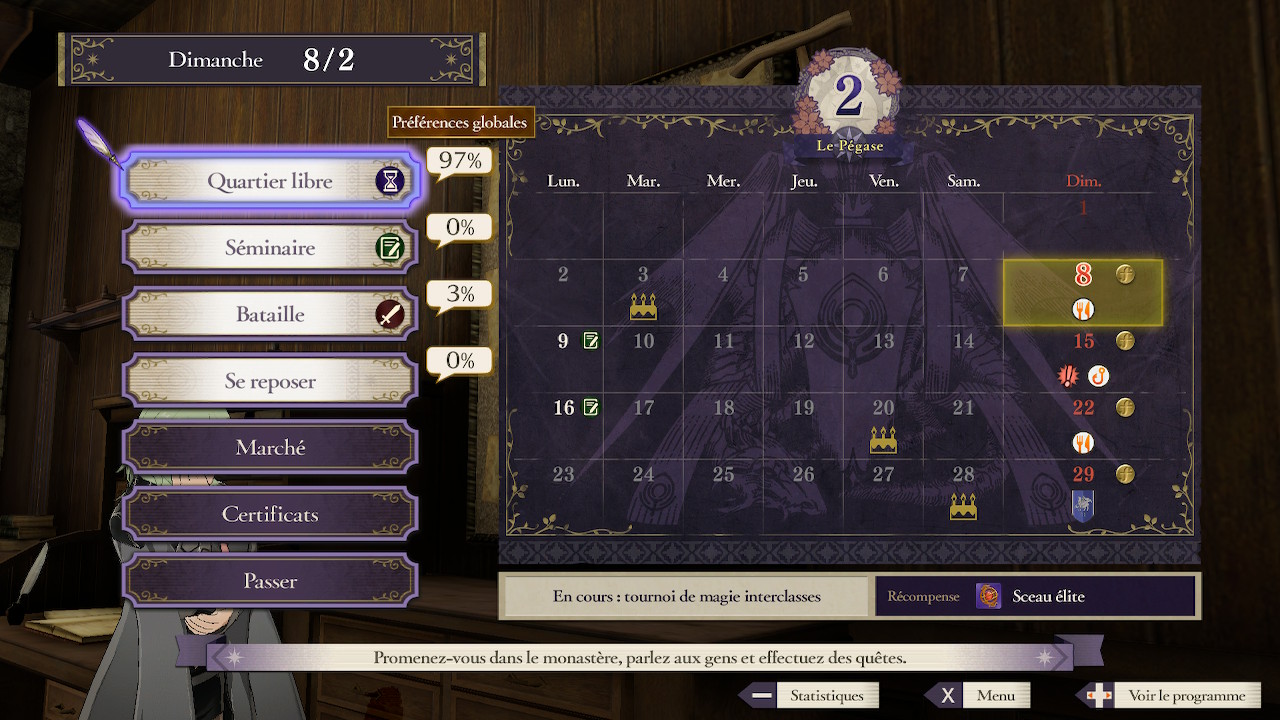 Dimanche 8/2
Préférences globales
Quartier libre 97%
Séminaire 0%
Bataille 3%
Se reposer 0%
Marché
Certificats
Passer
2
Le Pégase
Lun. Mar. Mer. Jeu. Ven. Sam. Dim.
1
2 3 4 5 6 7 8
9 10 11 12 13 14 15
16 17 18 19 20 21 22
23 24 25 26 27 28 29
En cours : tournoi de magie interclasses
Récompense Sceau élite
Promenez-vous dans le monastère, parlez aux gens et effectuez des quêtes.
Statistiques X Menu Voir le programme